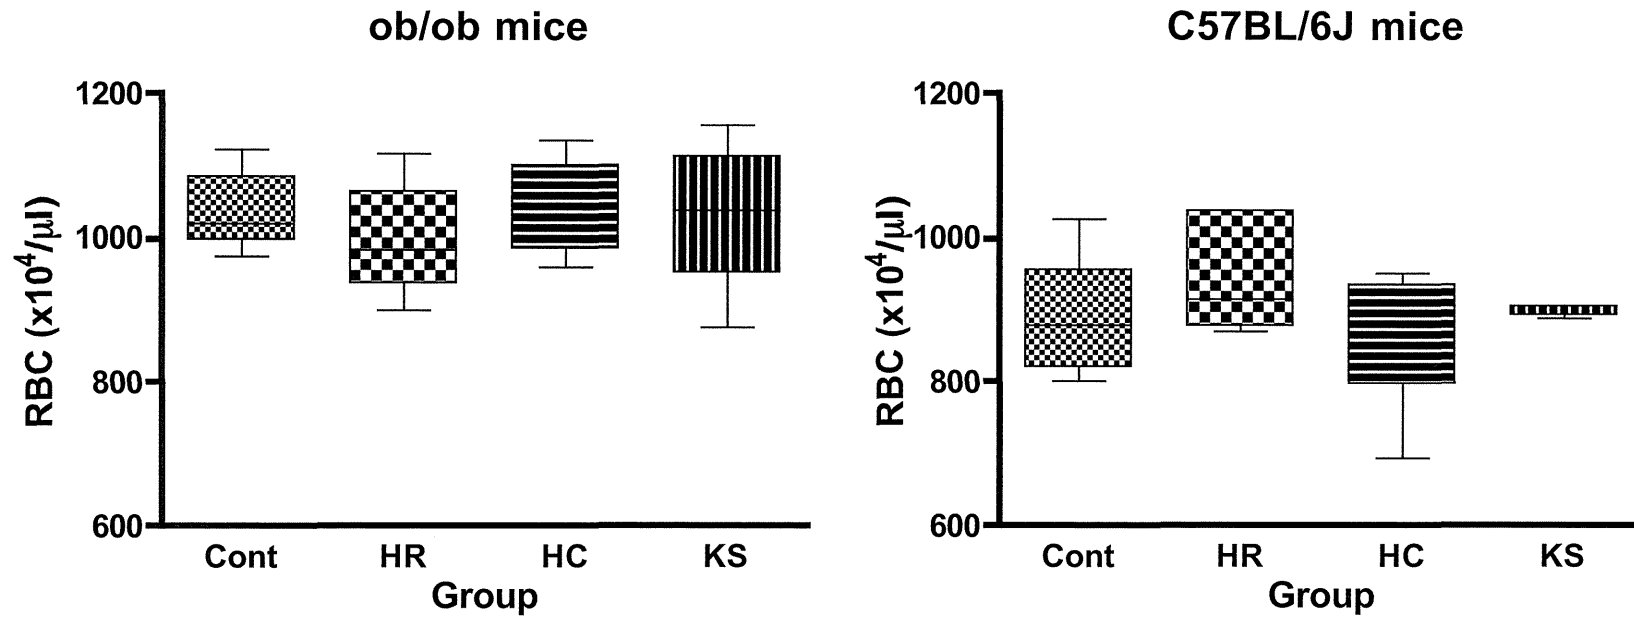 ob/ob mice
1200
1000
800
600
RBC (x10⁴/µl)
Cont HR HC KS
Group
C57BL/6J mice
1200
1000
800
600
RBC (x10⁴/µl)
Cont HR HC KS
Group